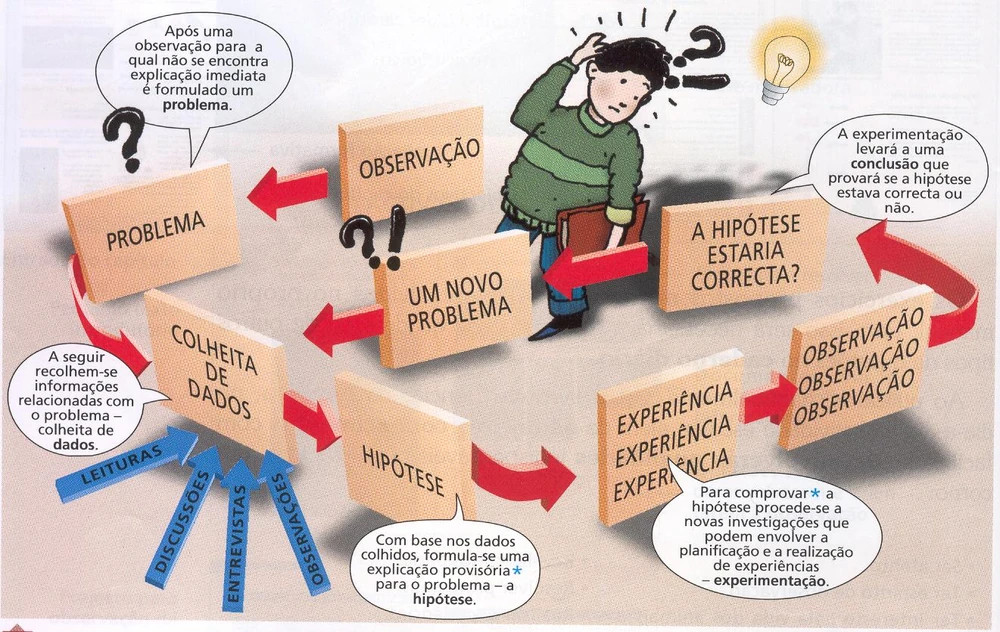 Após uma
observação para a
qual não se encontra
explicação imediata
é formulado um
problema.
?
OBSERVAÇÃO
?!
A experimentação
levará a uma
conclusão que
provará se a hipótese
estava correcta ou
não.
PROBLEMA
?!
UM NOVO
PROBLEMA
A HIPÓTESE
ESTARIA
CORRECTA?
COLHEITA
DE
DADOS
OBSERVAÇÃO
OBSERVAÇÃO
OBSERVAÇÃO
A seguir
recolhem-se
informações
relacionadas com
o problema –
colheita de
dados.
HIPÓTESE
EXPERIÊNCIA
EXPERIÊNCIA
EXPERIÊNCIA
LEITURAS
DISCUSSÕES
ENTREVISTAS
OBSERVAÇÕES
Com base nos dados
colhidos, formula-se uma
explicação provisória*
para o problema – a
hipótese.
Para comprovar* a
hipótese procede-se a
novas investigações que
podem envolver a
planificação e a realização
de experiências
– experimentação.